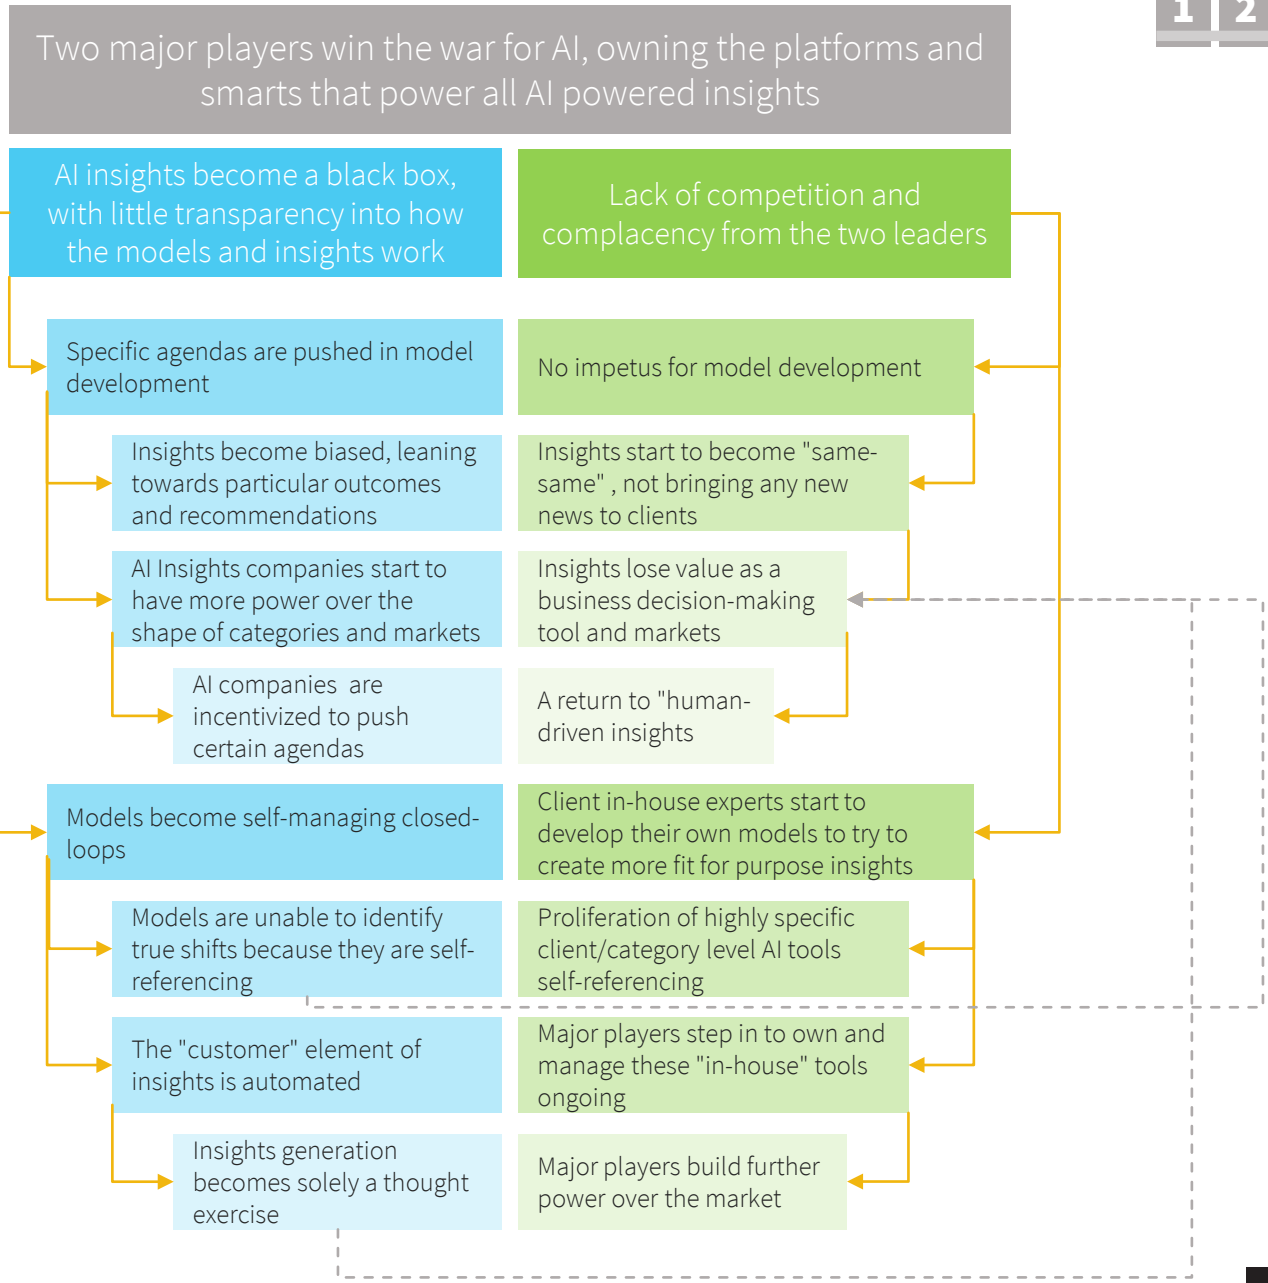 1 2
Two major players win the war for AI, owning the platforms and
smarts that power all AI powered insights
AI insights become a black box,
with little transparency into how
the models and insights work
Lack of competition and
complacency from the two leaders
Specific agendas are pushed in model
development
No impetus for model development
Insights become biased, leaning
towards particular outcomes
and recommendations
Insights start to become "same-
same" , not bringing any new
news to clients
AI Insights companies start to
have more power over the
shape of categories and markets
Insights lose value as a
business decision-making
tool and markets
AI companies  are
incentivized to push
certain agendas
A return to "human-
driven insights
Models become self-managing closed-
loops
Client in-house experts start to
develop their own models to try to
create more fit for purpose insights
Models are unable to identify
true shifts because they are self-
referencing
Proliferation of highly specific
client/category level AI tools
self-referencing
The "customer" element of
insights is automated
Major players step in to own and
manage these "in-house" tools
ongoing
Insights generation
becomes solely a thought
exercise
Major players build further
power over the market